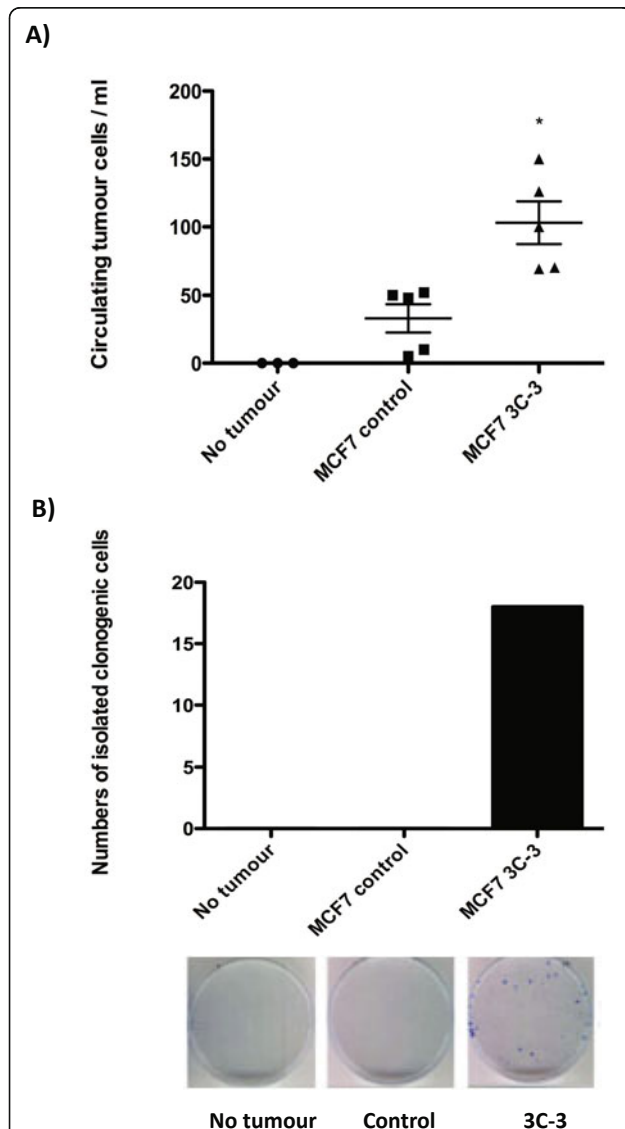 A)
Circulating tumour cells / ml
200
150
100
50
0
*
No tumour
MCF7 control
MCF7 3C-3
B)
Numbers of isolated clonogenic cells
20
15
10
5
0
No tumour
MCF7 control
MCF7 3C-3
No tumour
Control
3C-3